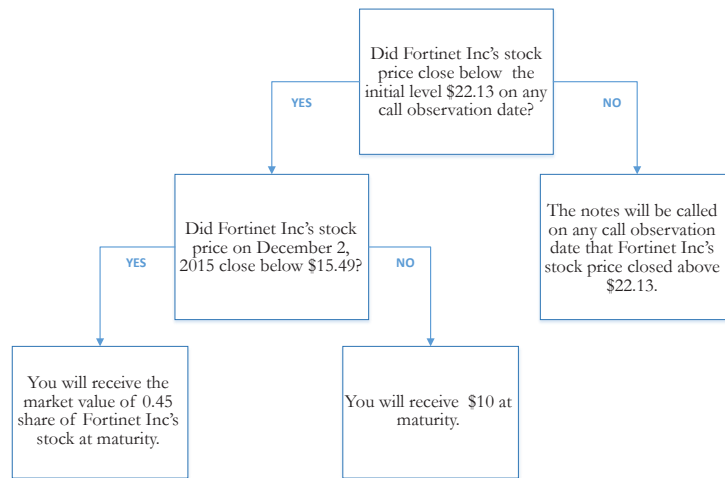 Did Fortinet Inc's stock
price close below the
initial level $22.13 on any
call observation date?
YES
NO
Did Fortinet Inc's stock
price on December 2,
2015 close below $15.49?
The notes will be called
on any call observation
date that Fortinet Inc's
stock price closed above
$22.13.
YES
NO
You will receive the
market value of 0.45
share of Fortinet Inc's
stock at maturity.
You will receive $10 at
maturity.